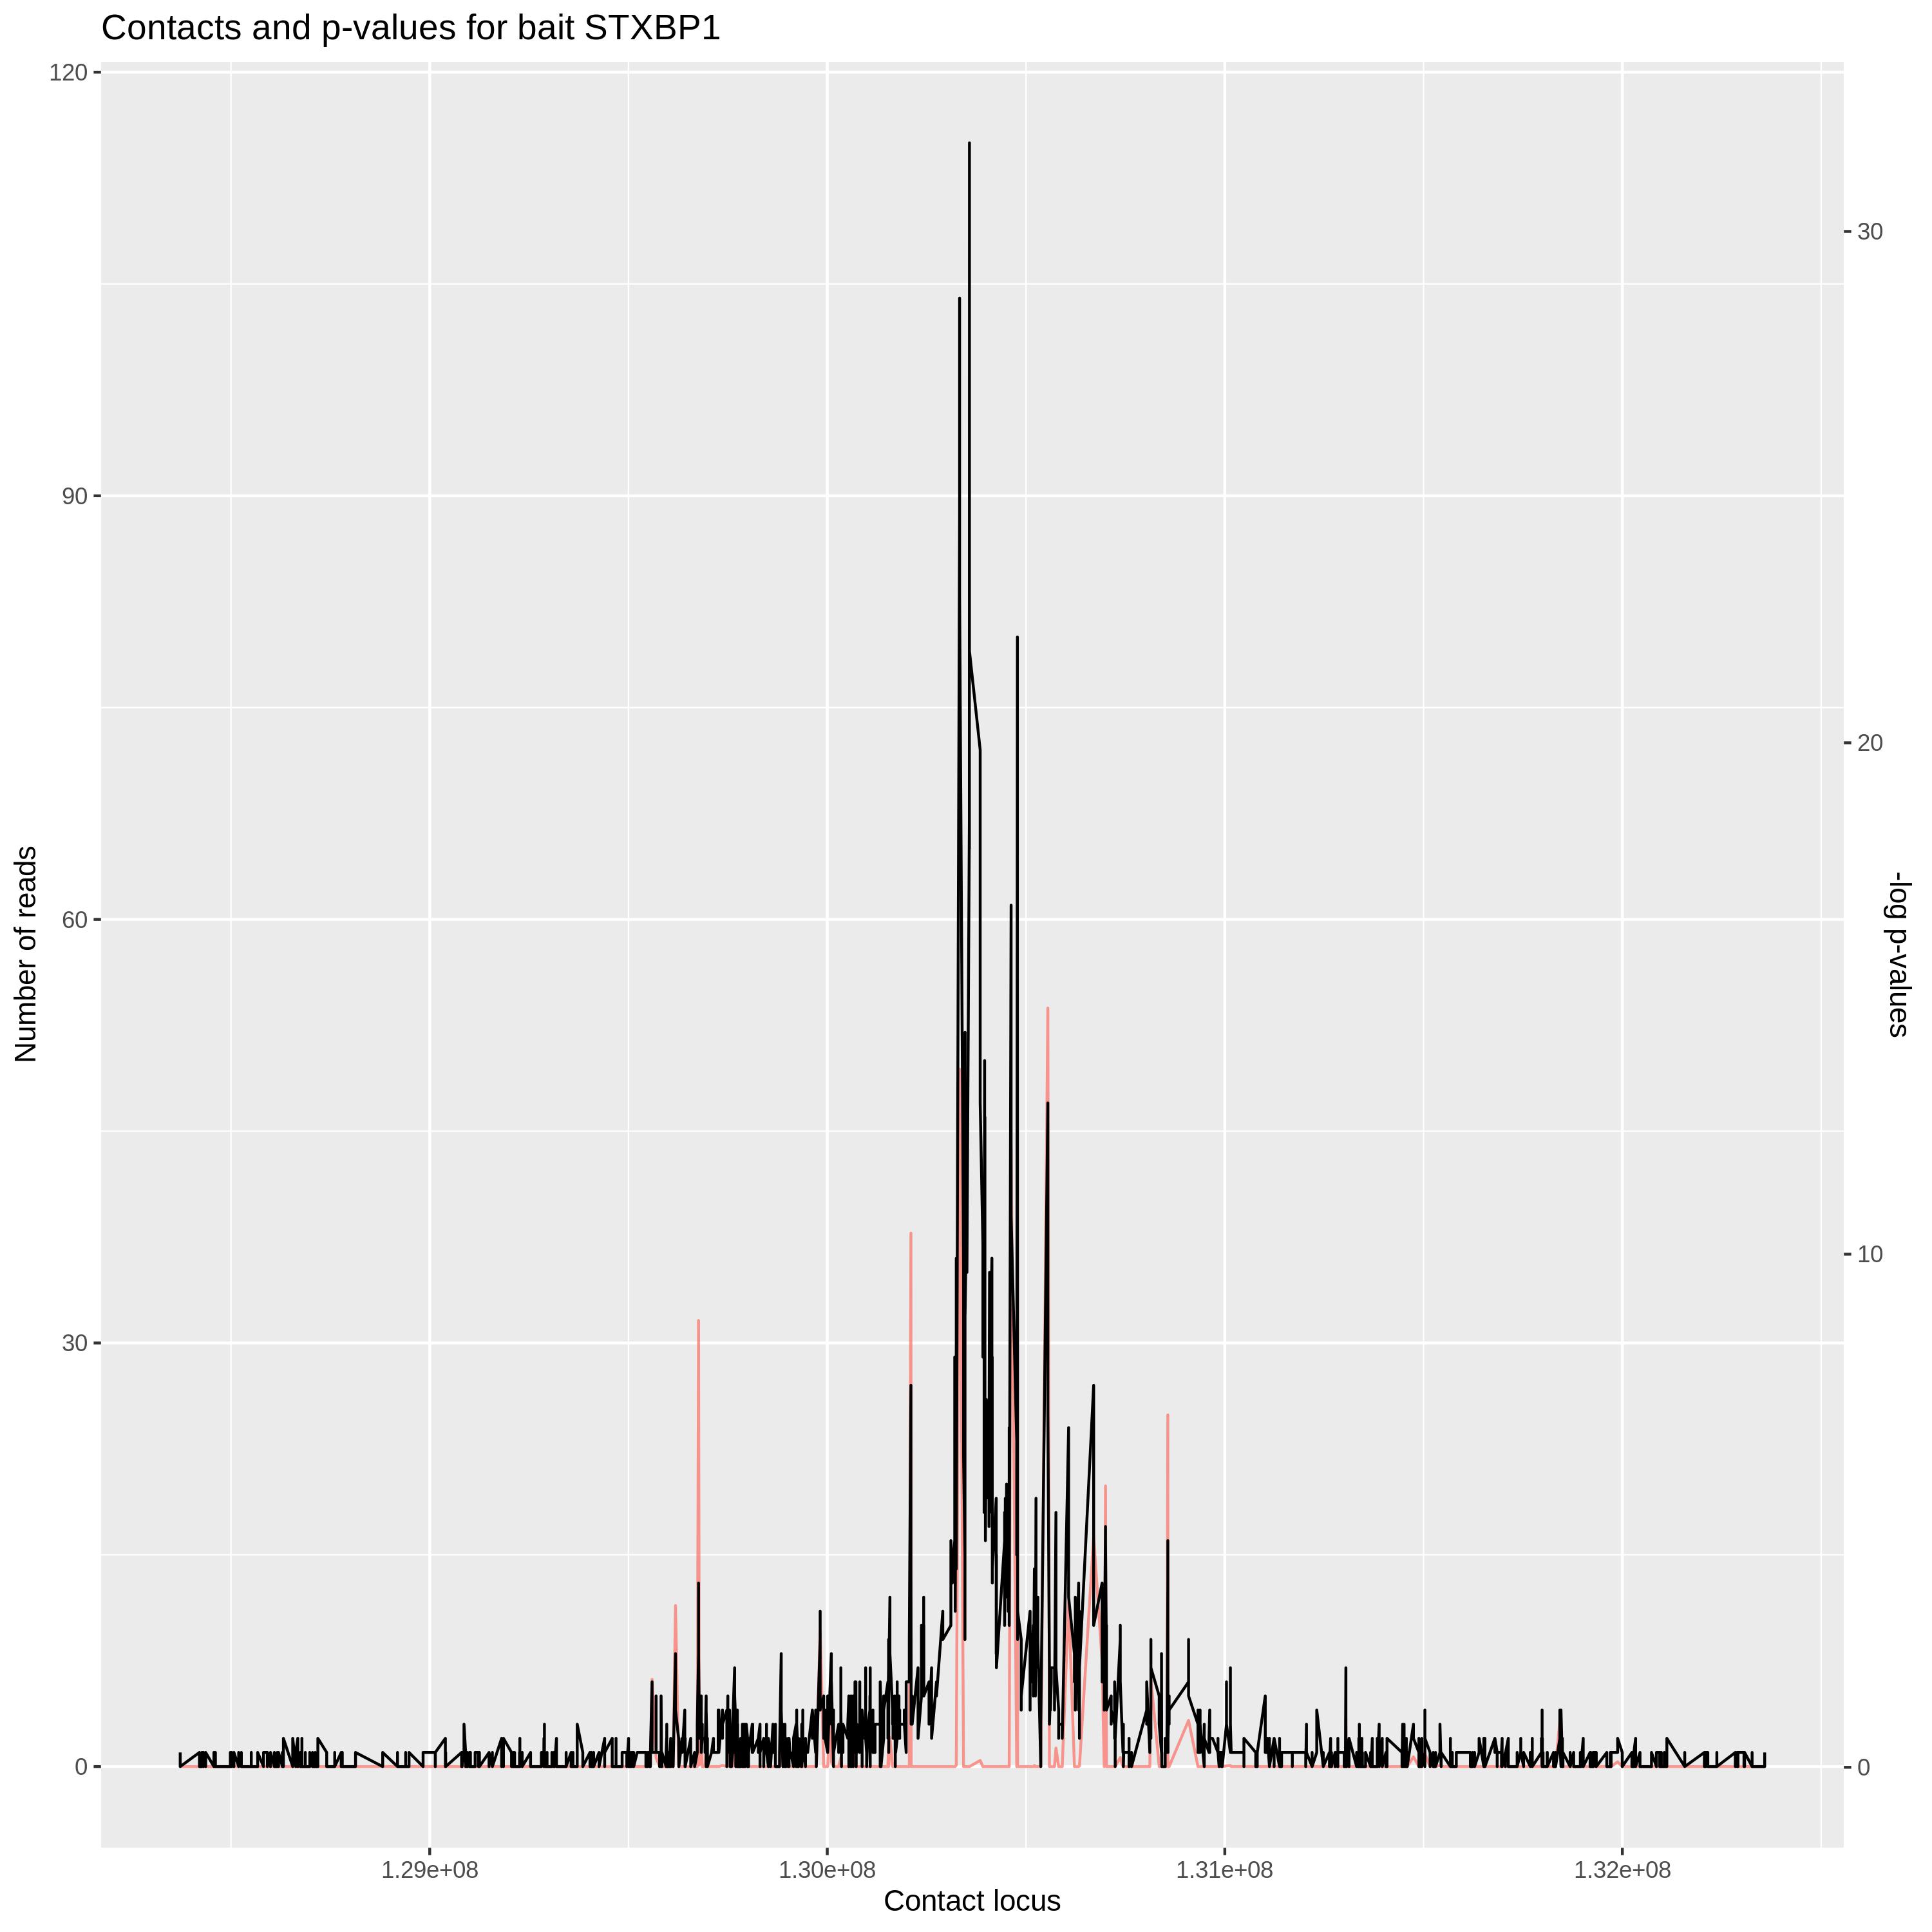 Contacts and p-values for bait STXBP1
120
90
60
30
0
Number of reads
30
20
10
0
-log p-values
1.29e+08
1.30e+08
1.31e+08
1.32e+08
Contact locus